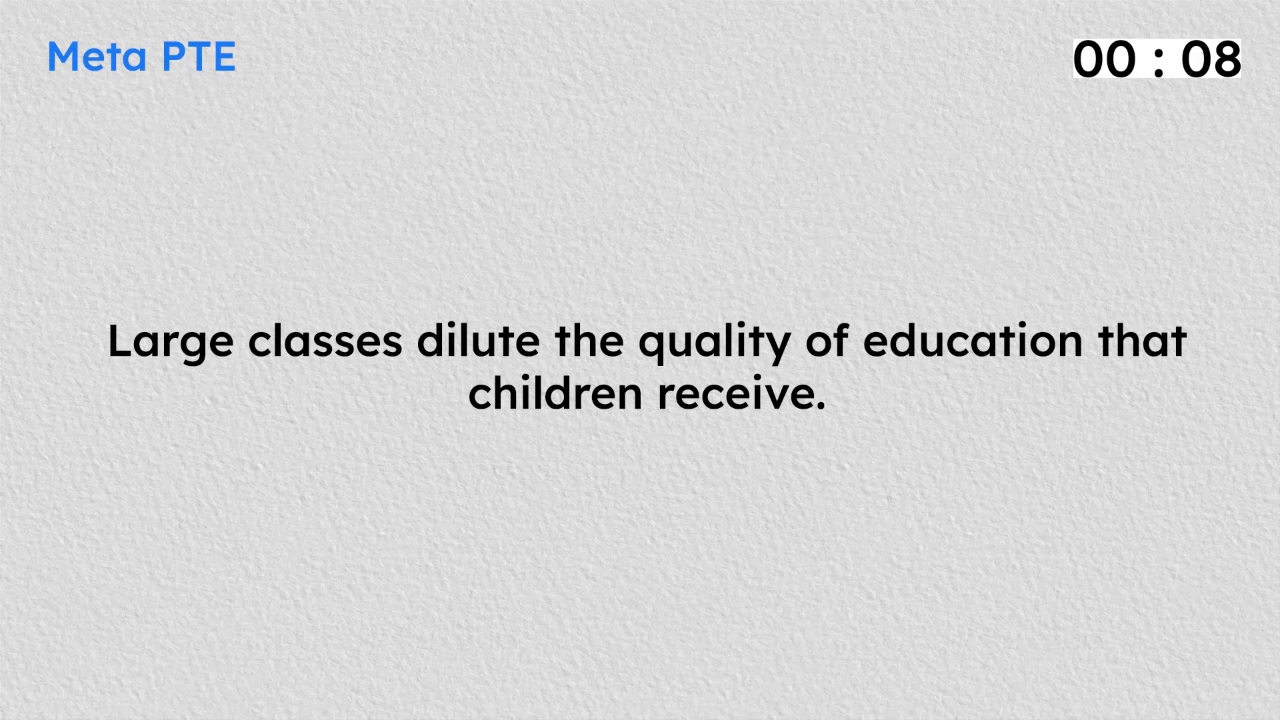 Meta PTE
00 : 08
Large classes dilute the quality of education that
children receive.